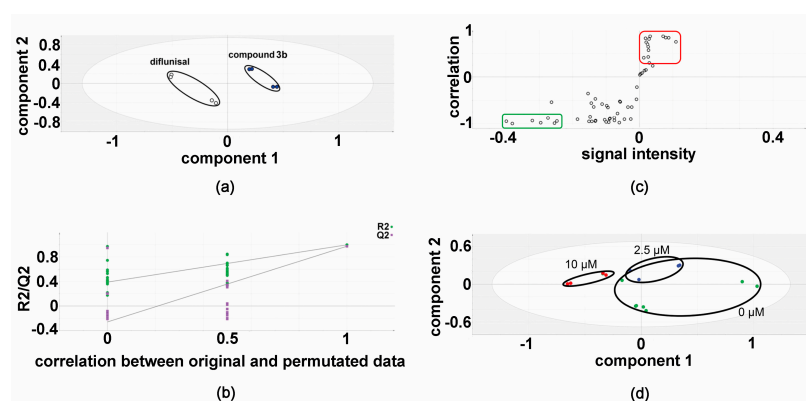 component 2
0.8
0.4
0
-0.4
-0.8
diflunisal
compound 3b
-1
0
1
component 1
(a)
correlation
1
0
-1
-0.4
0
0.4
signal intensity
(c)
R2/Q2
0.8
0.4
0
-0.4
R2
Q2
0
0.5
1
correlation between original and permutated data
(b)
component 2
0.6
0
-0.6
10 µM
2.5 µM
0 µM
-1
0
1
component 1
(d)